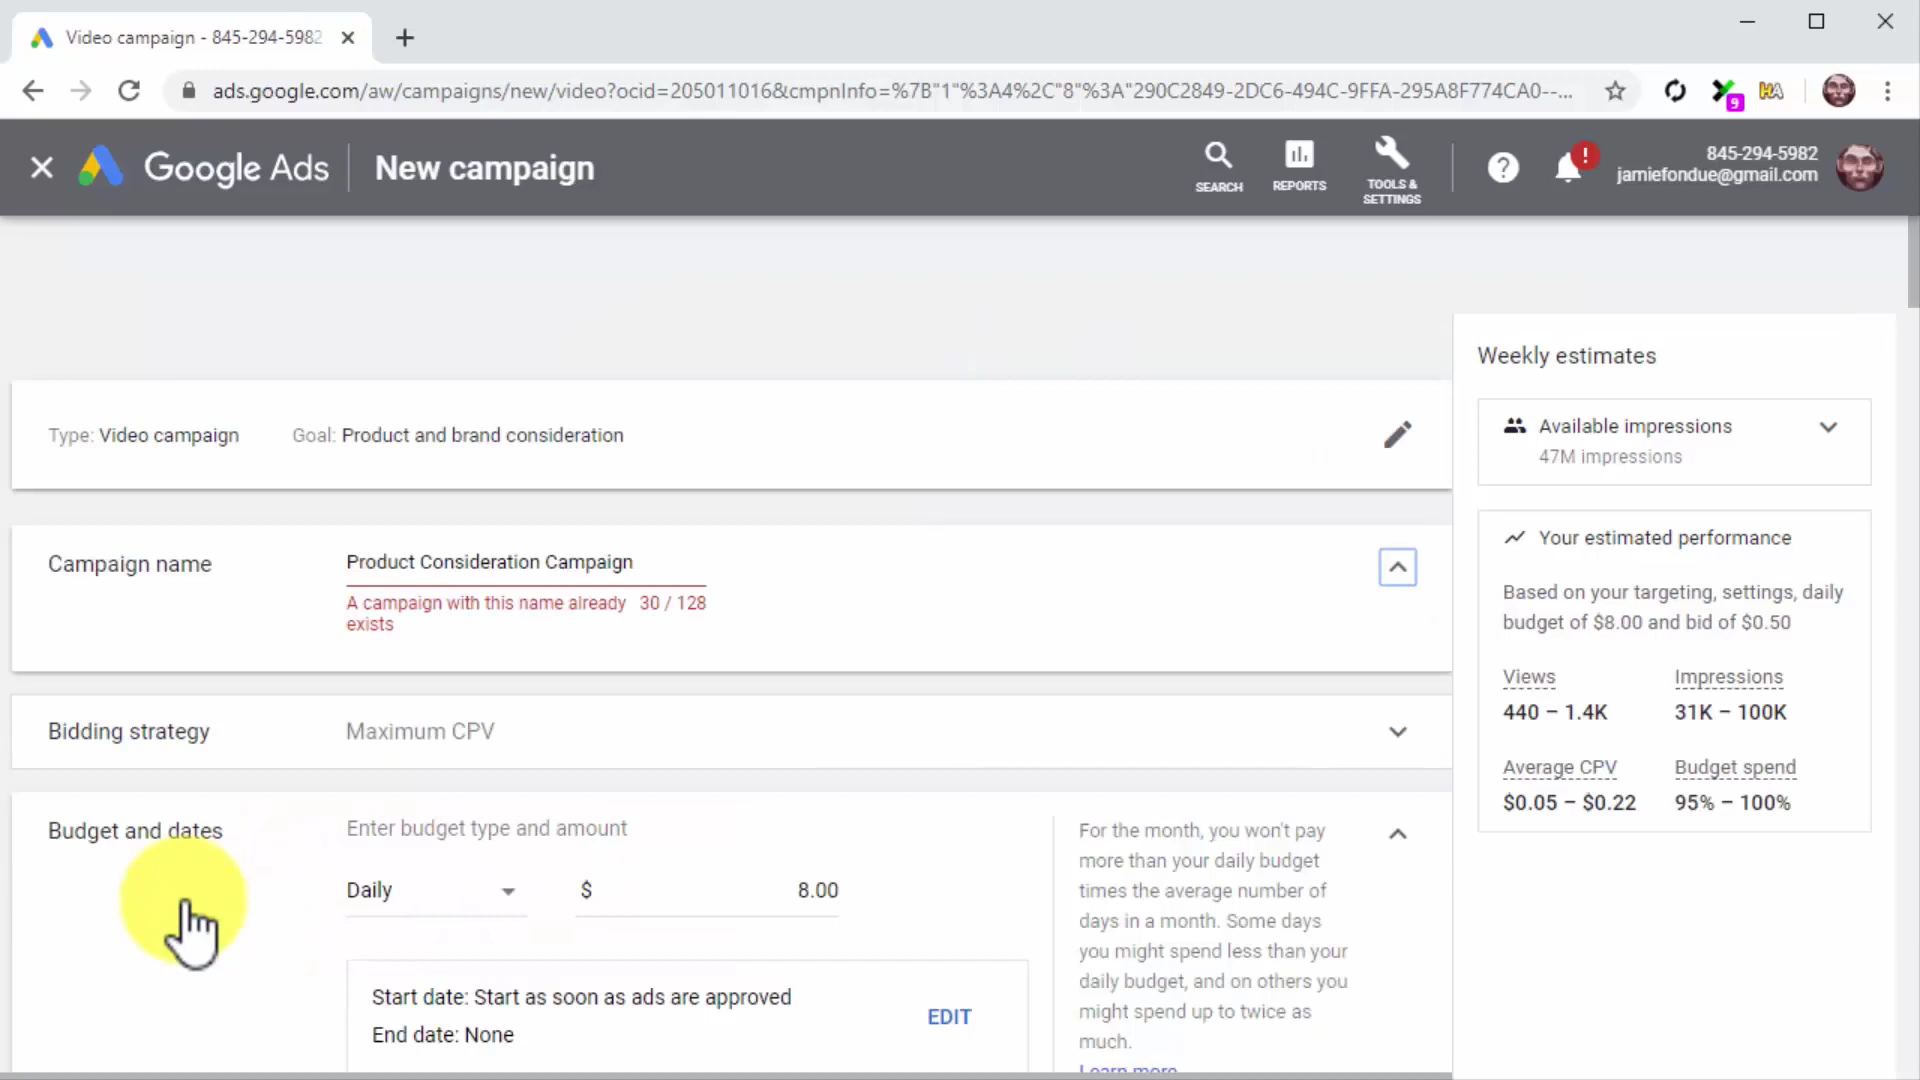 Video campaign - 845-294-5982
ads.google.com/aw/campaigns/new/video?ocid=205011016&cmpnInfo=%7B"1"%3A4%2C"8"%3A"290C2849-2DC6-494C-9FFA-295A8F774CA0--...
9
HA
Google Ads
New campaign
SEARCH
REPORTS
TOOLS &
SETTINGS
?
!
845-294-5982
jamiefondue@gmail.com
Type: Video campaign
Goal: Product and brand consideration
Campaign name
Product Consideration Campaign
A campaign with this name already exists
30 / 128
Bidding strategy
Maximum CPV
Budget and dates
Enter budget type and amount
Daily
$ 8.00
Start date: Start as soon as ads are approved
End date: None
EDIT
For the month, you won't pay
more than your daily budget
times the average number of
days in a month. Some days
you might spend less than your
daily budget, and on others you
might spend up to twice as
much.
Learn more
Weekly estimates
Available impressions
47M impressions
Your estimated performance
Based on your targeting, settings, daily
budget of $8.00 and bid of $0.50
Views
440 – 1.4K
Impressions
31K – 100K
Average CPV
$0.05 – $0.22
Budget spend
95% – 100%